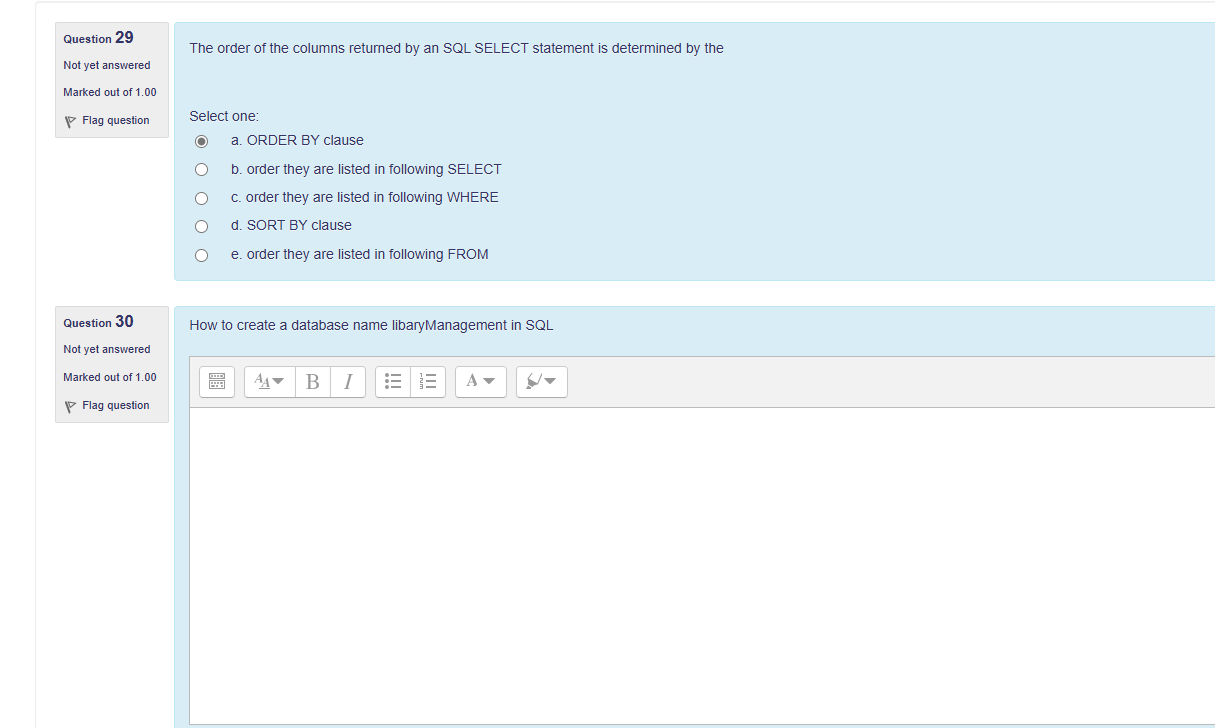 Question 29
Not yet answered
Marked out of 1.00
Flag question
The order of the columns returned by an SQL SELECT statement is determined by the
Select one:
a. ORDER BY clause
b. order they are listed in following SELECT
c. order they are listed in following WHERE
d. SORT BY clause
e. order they are listed in following FROM
Question 30
Not yet answered
Marked out of 1.00
Flag question
How to create a database name libaryManagement in SQL